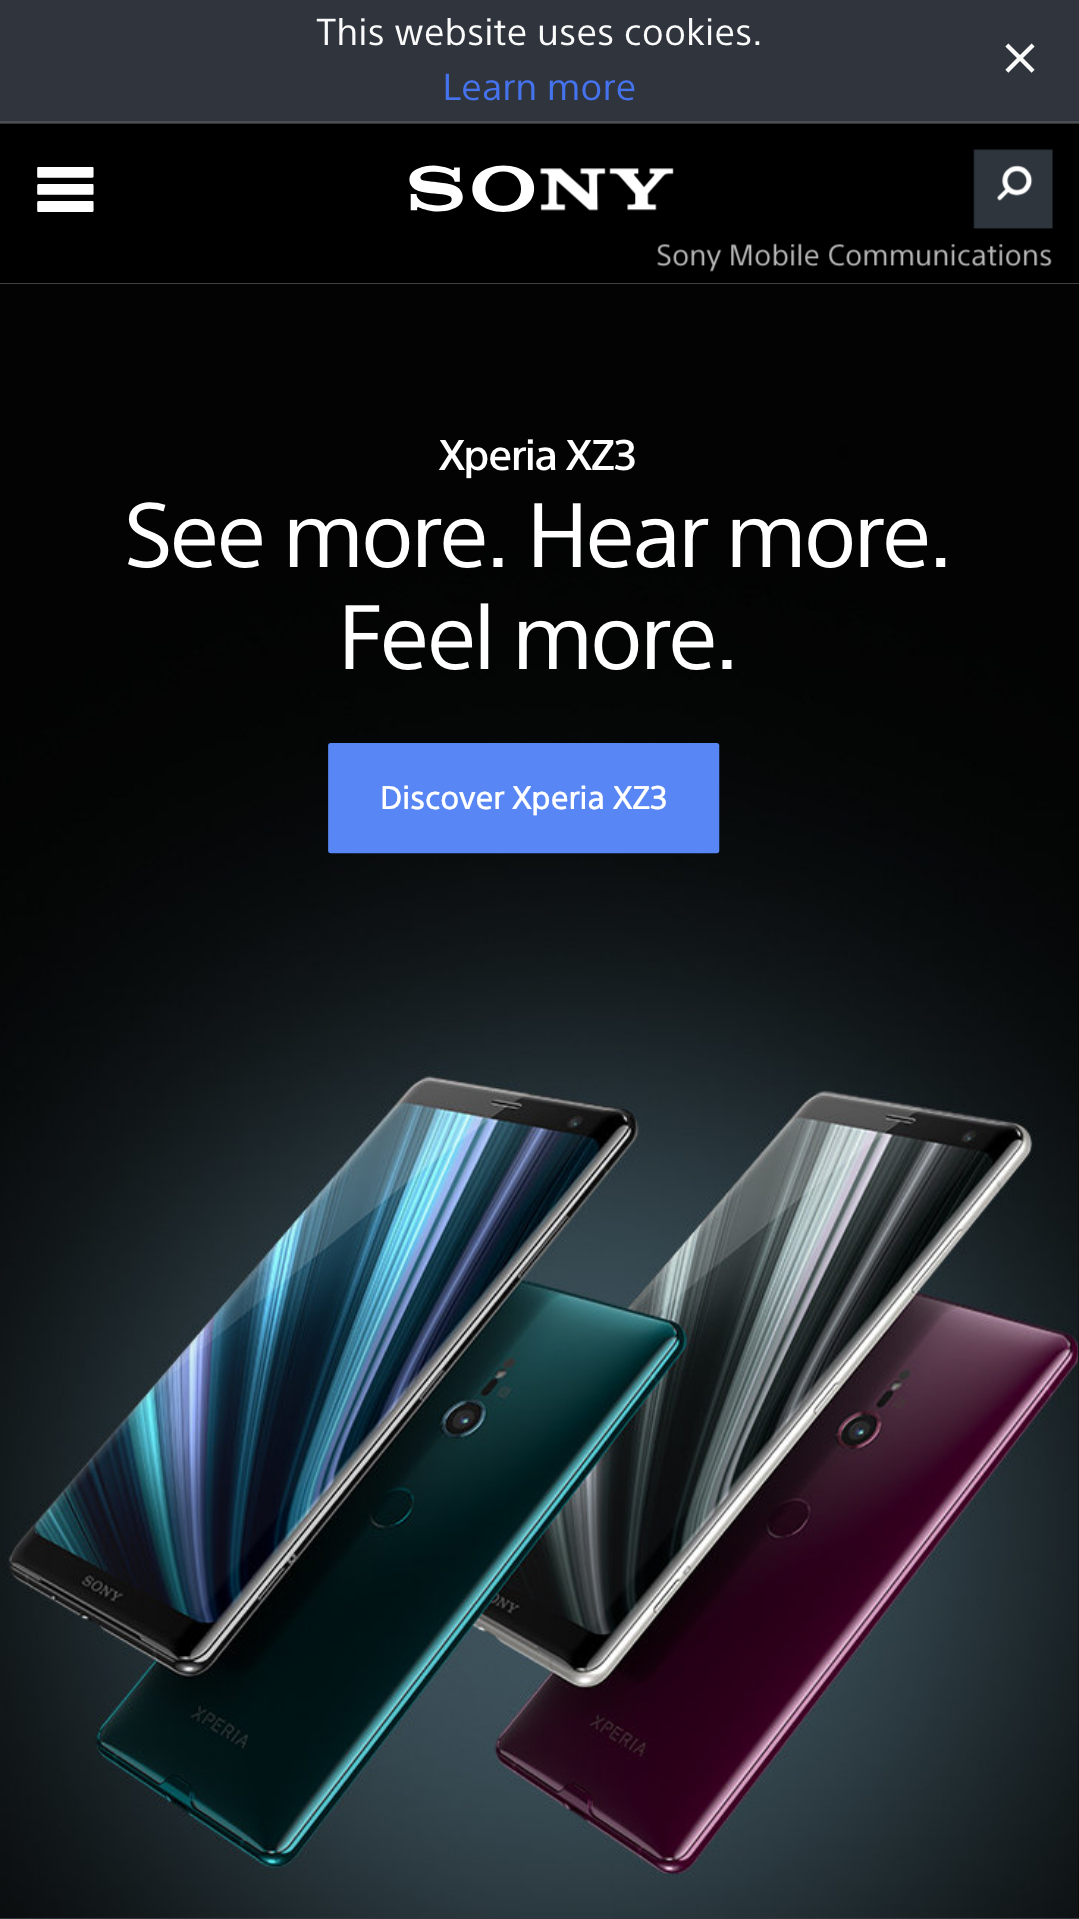 This website uses cookies.
Learn more
SONY
Sony Mobile Communications
Xperia XZ3
See more. Hear more.
Feel more.
Discover Xperia XZ3
SONY
ONY
XPERIA
XPERIA